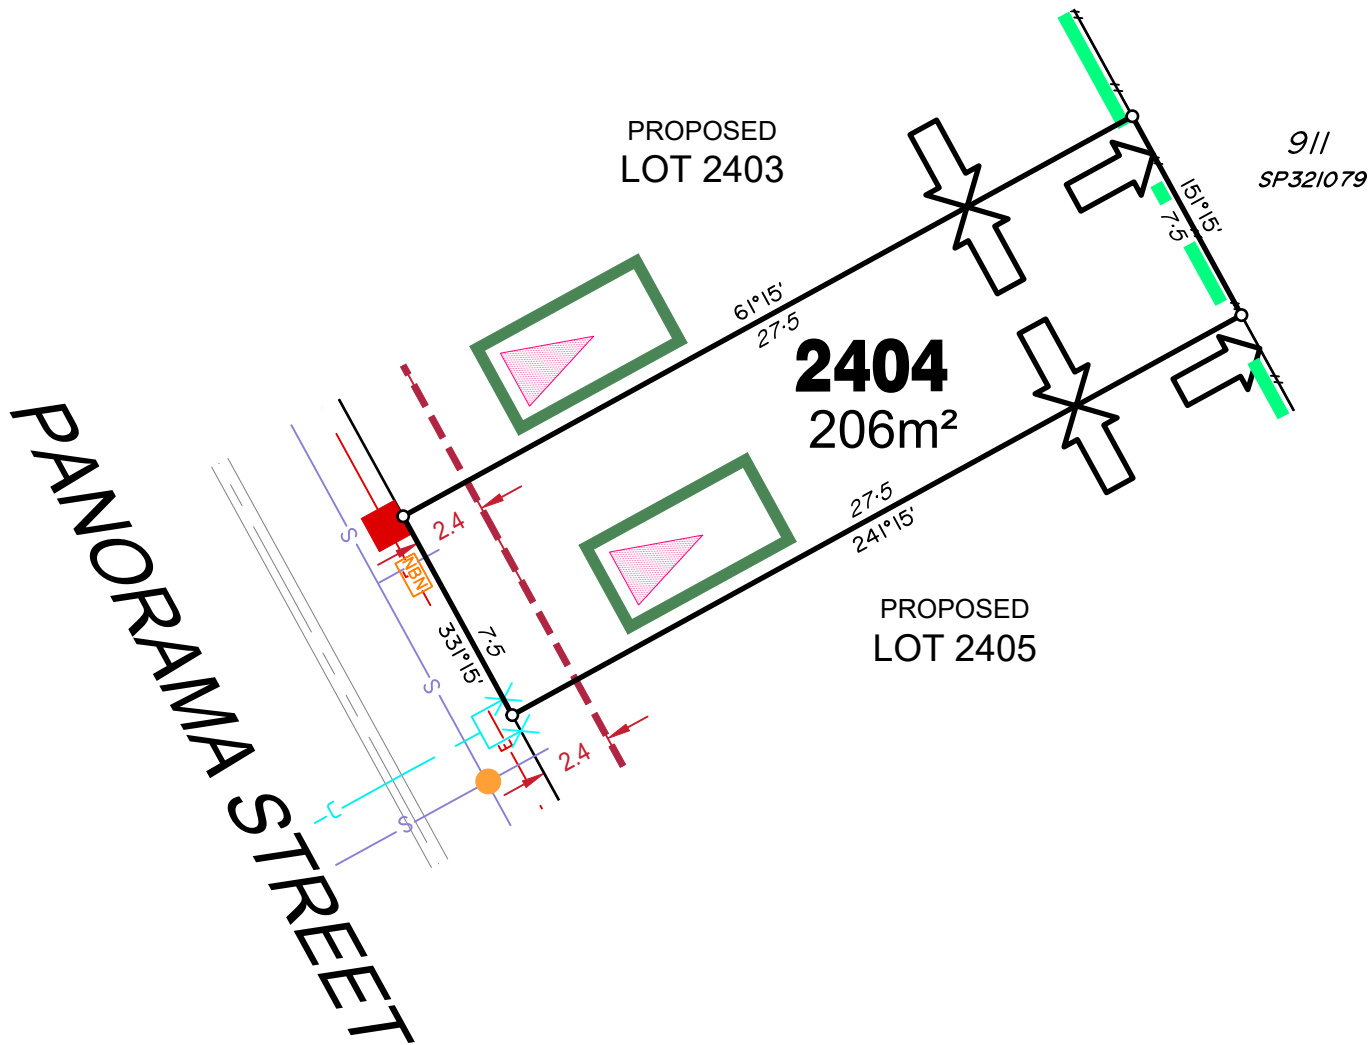 PROPOSED
LOT 2403
911
SP321079
151°15'
7·5
61°15'
27·5
2404
206m²
27·5
241°15'
PROPOSED
LOT 2405
2.4
NBN
S
7·5
331°15'
S
E
2.4
C
S
PANORAMA STREET